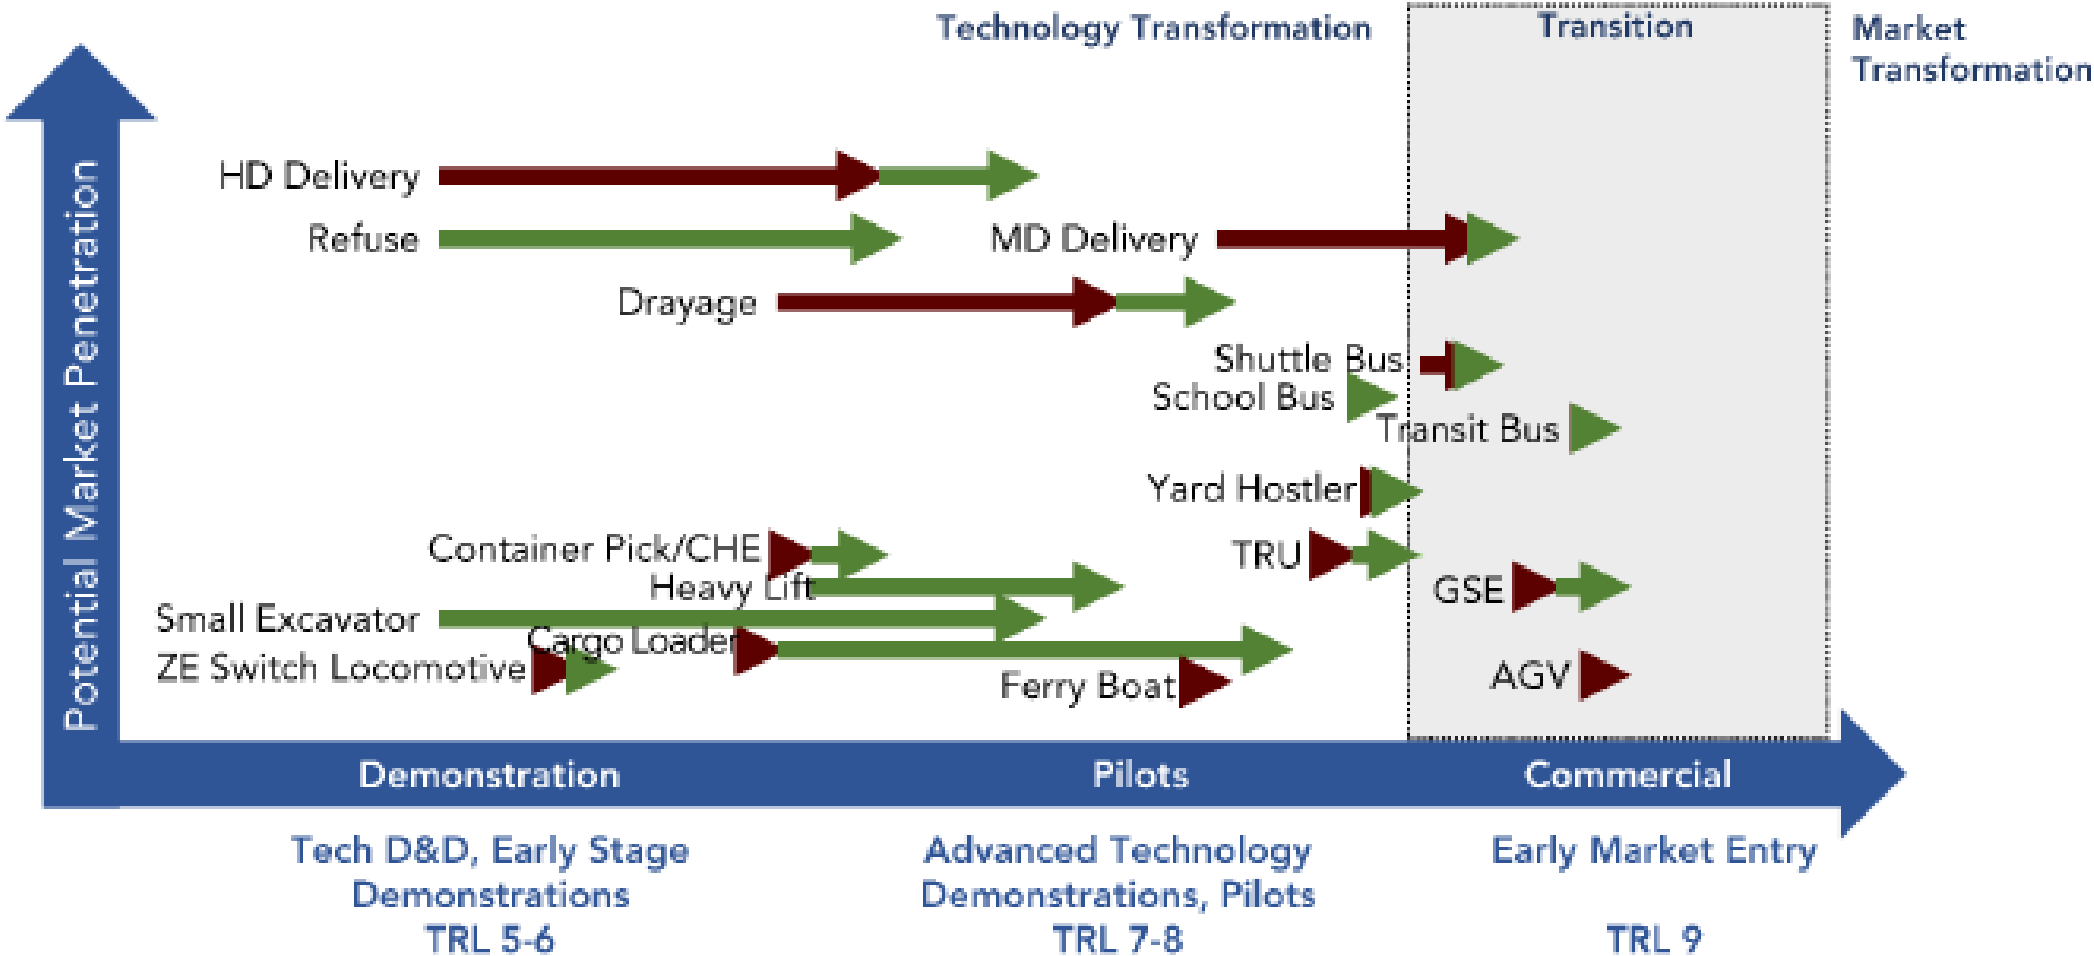 Technology Transformation
Transition
Market
Transformation
Potential Market Penetration
HD Delivery
Refuse
MD Delivery
Drayage
Shuttle Bus
School Bus
Transit Bus
Yard Hostler
Container Pick/CHE
TRU
Heavy Lift
GSE
Small Excavator
Cargo Loader
ZE Switch Locomotive
Ferry Boat
AGV
Demonstration
Pilots
Commercial
Tech D&D, Early Stage
Demonstrations
TRL 5-6
Advanced Technology
Demonstrations, Pilots
TRL 7-8
Early Market Entry
TRL 9